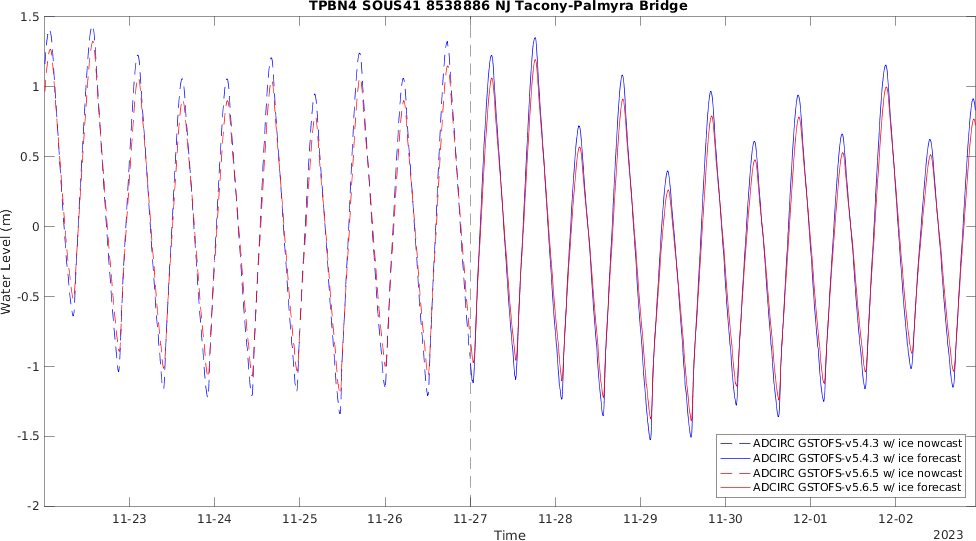 TPBN4 SOUS41 8538886 NJ Tacony-Palmyra Bridge
1.5
1
0.5
0
-0.5
-1
-1.5
-2
Water Level (m)
ADCIRC GSTOFS-v5.4.3 w/ ice nowcast
ADCIRC GSTOFS-v5.4.3 w/ ice forecast
ADCIRC GSTOFS-v5.6.5 w/ ice nowcast
ADCIRC GSTOFS-v5.6.5 w/ ice forecast
11-23 11-24 11-25 11-26 11-27 11-28 11-29 11-30 12-01 12-02
Time
2023